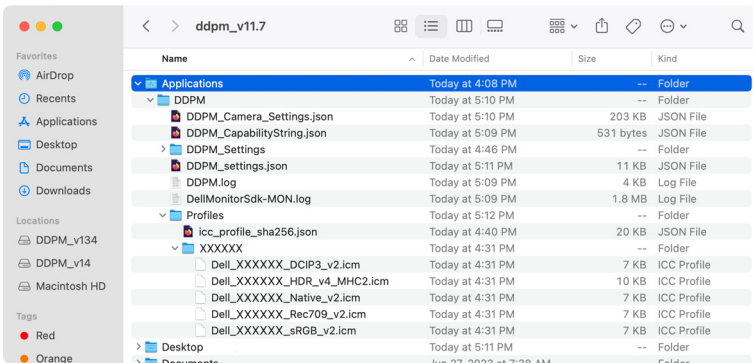 ddpm_v11.7
Favorites
AirDrop
Recents
Applications
Desktop
Documents
Downloads
Locations
DDPM_v134
DDPM_v14
Macintosh HD
Tags
Red
Orange
Name Date Modified Size Kind
Applications Today at 4:08 PM -- Folder
DDPM Today at 5:10 PM -- Folder
DDPM_Camera_Settings.json Today at 5:10 PM 203 KB JSON File
DDPM_CapabilityString.json Today at 5:09 PM 531 bytes JSON File
DDPM_Settings Today at 4:46 PM -- Folder
DDPM_settings.json Today at 5:11 PM 11 KB JSON File
DDPM.log Today at 5:09 PM 4 KB Log File
DellMonitorSdk-MON.log Today at 5:09 PM 1.8 MB Log File
Profiles Today at 5:12 PM -- Folder
icc_profile_sha256.json Today at 4:40 PM 20 KB JSON File
XXXXXX Today at 4:31 PM -- Folder
Dell_XXXXXX_DCIP3_v2.icm Today at 4:31 PM 7 KB ICC Profile
Dell_XXXXXX_HDR_v4_MHC2.icm Today at 4:31 PM 10 KB ICC Profile
Dell_XXXXXX_Native_v2.icm Today at 4:31 PM 7 KB ICC Profile
Dell_XXXXXX_Rec709_v2.icm Today at 4:31 PM 7 KB ICC Profile
Dell_XXXXXX_sRGB_v2.icm Today at 4:31 PM 7 KB ICC Profile
Desktop Today at 5:11 PM -- Folder
Documents Jun 27, 2023 at 7:38 AM -- Folder